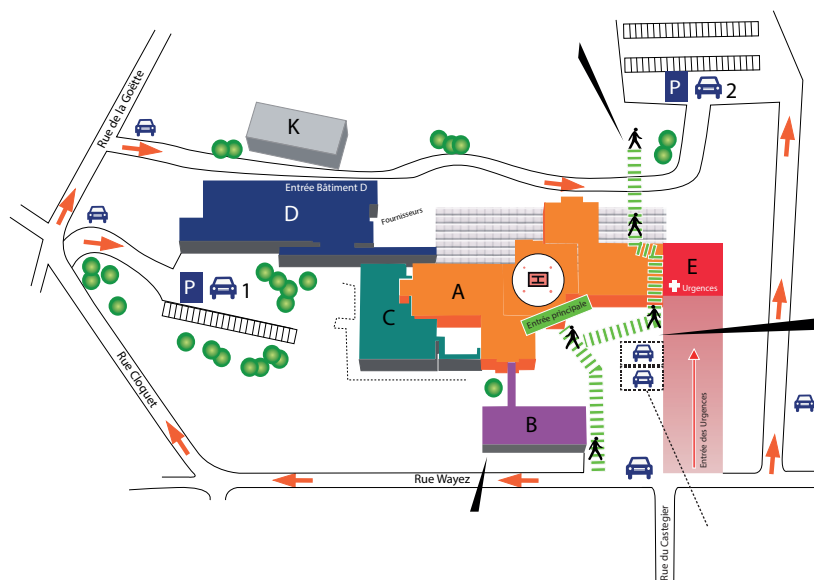 P
2
Rue de la Goëtte
K
Entrée Bâtiment D
D
Fournisseurs
E
Urgences
P
1
A
H
C
Entrée principale
Rue Cloquet
B
Entrée des Urgences
Rue Wayez
Rue du Castegier